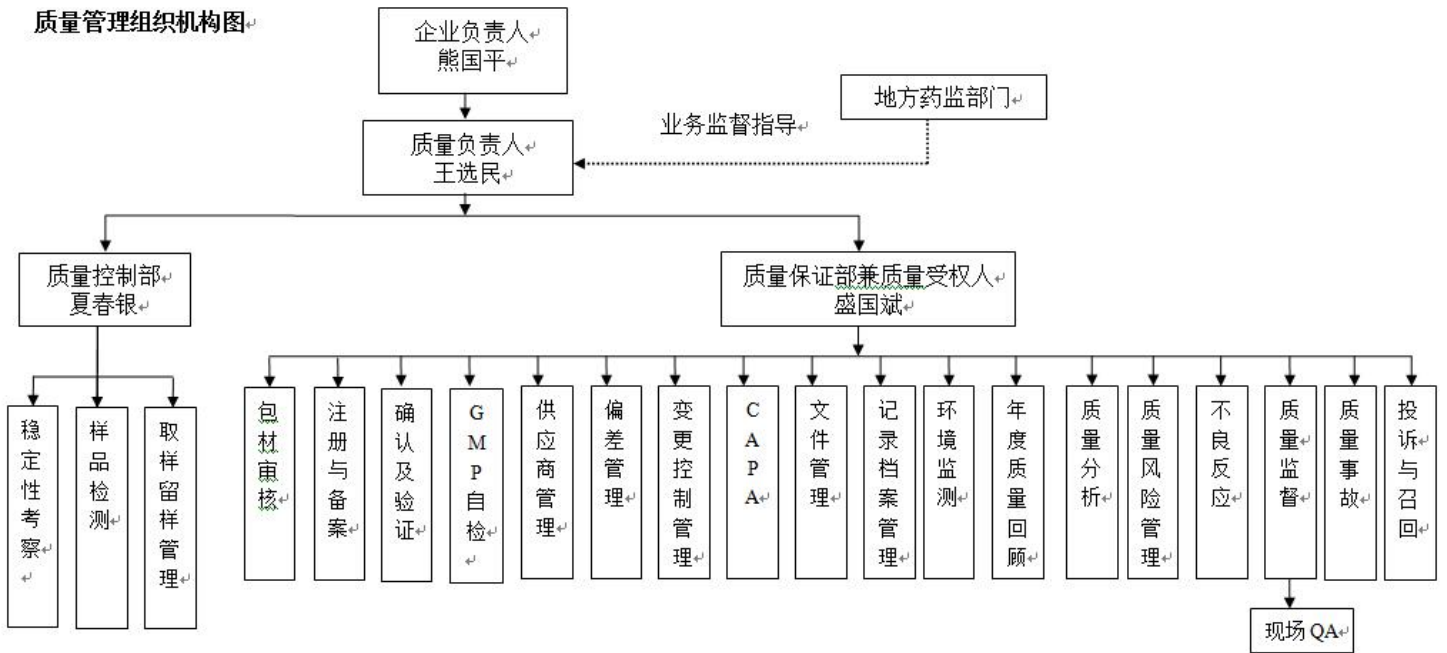 质量管理组织机构图
企业负责人
熊国平
地方药监部门
业务监督指导
质量负责人
王选民
质量控制部
夏春银
质量保证部兼质量受权人
盛国斌
稳定性考察
样品检测
取样留样管理
包材审核
注册与备案
确认及验证
GMP自检
供应商管理
偏差管理
变更控制管理
CAPA
文件管理
记录档案管理
环境监测
年度质量回顾
质量分析
质量风险管理
不良反应
质量监督
质量事故
投诉与召回
现场QA